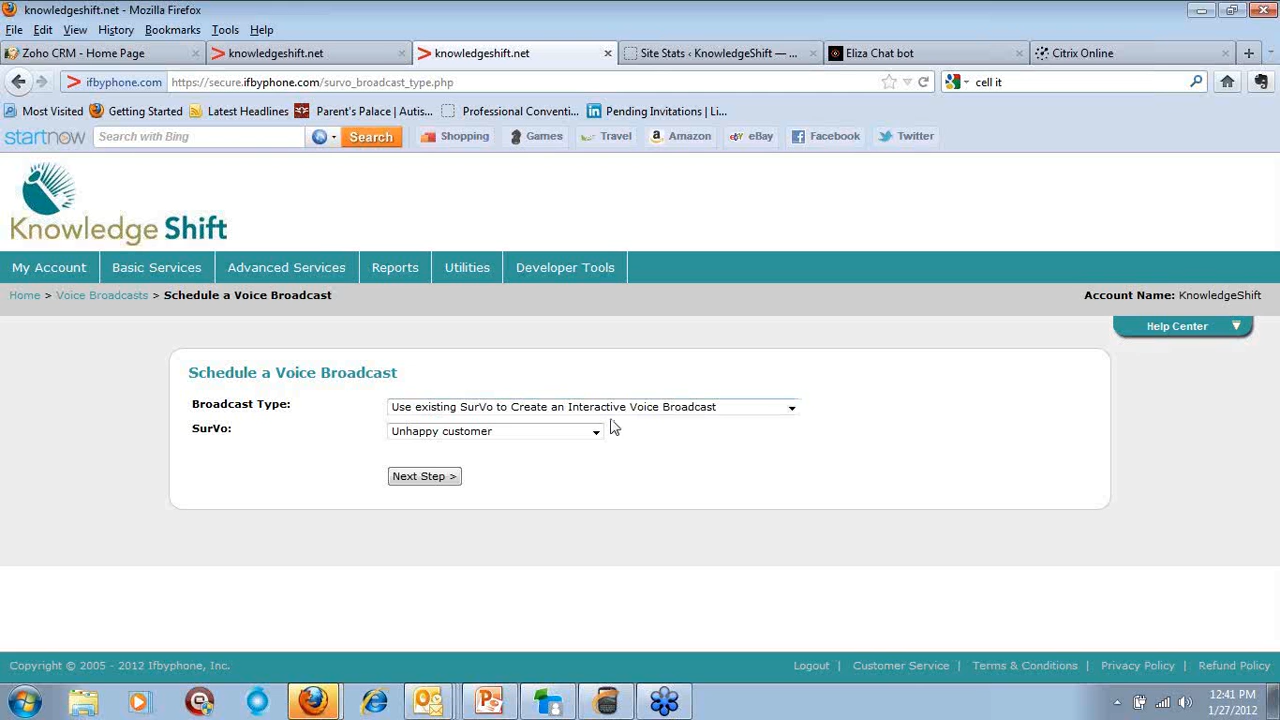 knowledgeshift.net - Mozilla Firefox
File Edit View History Bookmarks Tools Help
Zoho CRM - Home Page
knowledgeshift.net
knowledgeshift.net
Site Stats ‹ KnowledgeShift — ...
Eliza Chat bot
Citrix Online
ifbyphone.com
https://secure.ifbyphone.com/survo_broadcast_type.php
cell it
Most Visited Getting Started Latest Headlines Parent's Palace | Autis... Professional Conventi... Pending Invitations | Li...
startnow Search with Bing Search Shopping Games Travel Amazon eBay Facebook Twitter
Knowledge Shift
My Account Basic Services Advanced Services Reports Utilities Developer Tools
Home > Voice Broadcasts > Schedule a Voice Broadcast
Account Name: KnowledgeShift
Help Center
Schedule a Voice Broadcast
Broadcast Type: Use existing SurVo to Create an Interactive Voice Broadcast
SurVo: Unhappy customer
Next Step >
Copyright © 2005 - 2012 Ifbyphone, Inc.
Logout | Customer Service | Terms & Conditions | Privacy Policy | Refund Policy
12:41 PM
1/27/2012